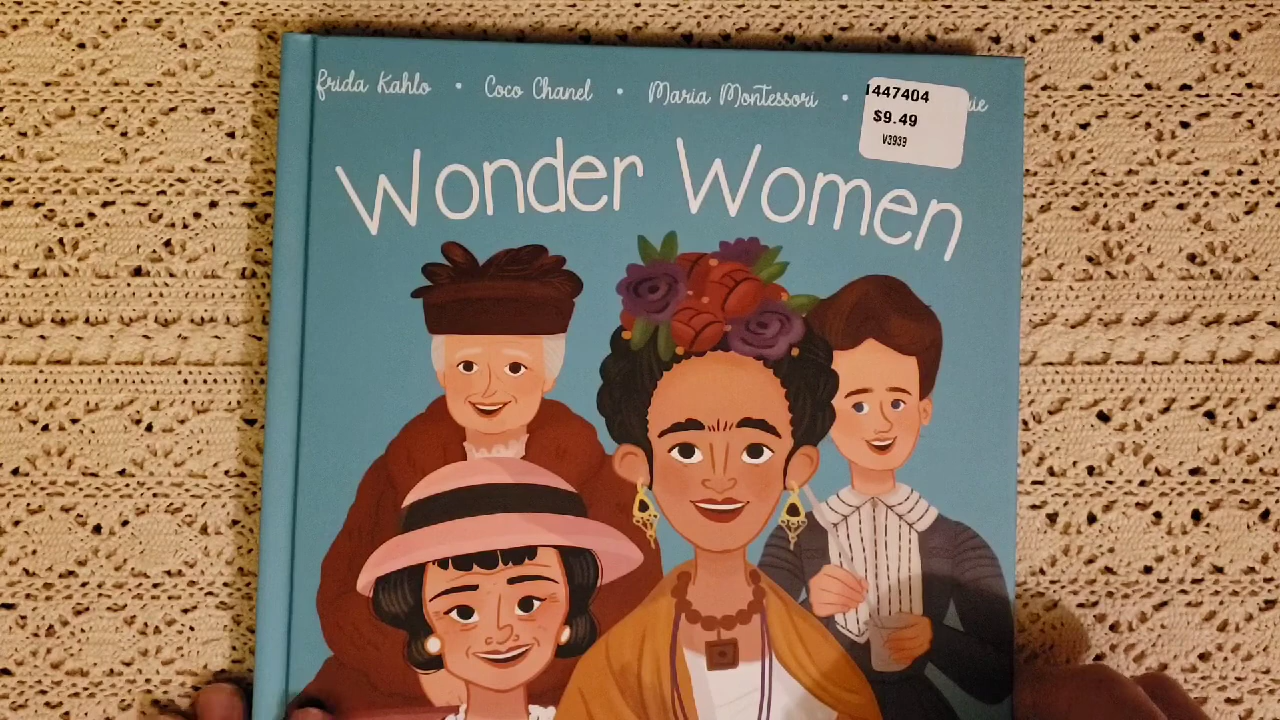 Frida Kahlo • Coco Chanel • Maria Montessori •
1447404
$9.49
V3939
Wonder Women